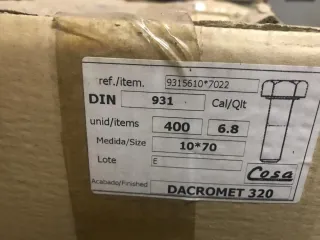 ref./item. 9315610*7022
DIN 931 Cal/Qlt
unid/items 400 6.8
Medida/Size 10*70
Lote E
Cosa
Acabado/Finished DACROMET 320